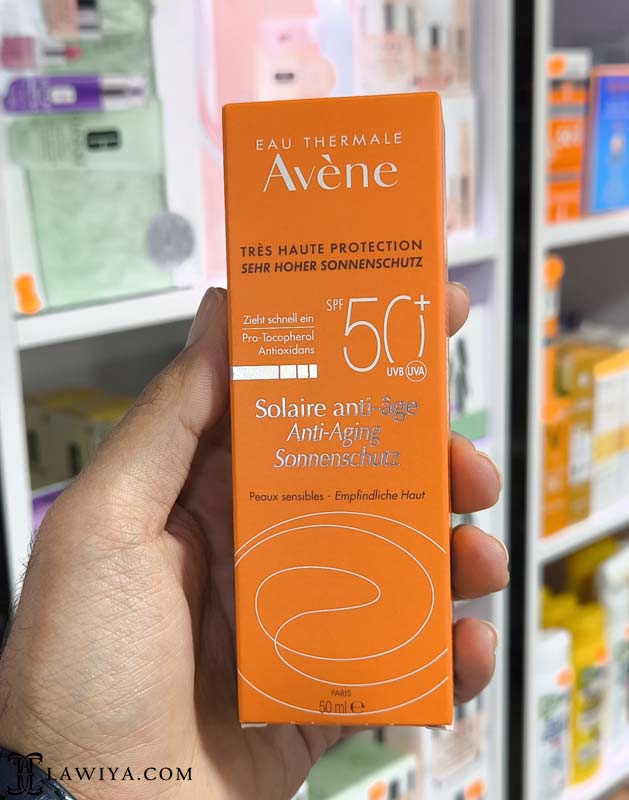 EAU THERMALE
Avène
TRÈS HAUTE PROTECTION
SEHR HOHER SONNENSCHUTZ
Zieht schnell ein
Pro-Tocopherol
Antioxidans
SPF 50+
UVB UVA
Solaire anti-âge
Anti-Aging
Sonnenschutz
Peaux sensibles - Empfindliche Haut
PARIS
50 ml ℮
LAWIYA.COM